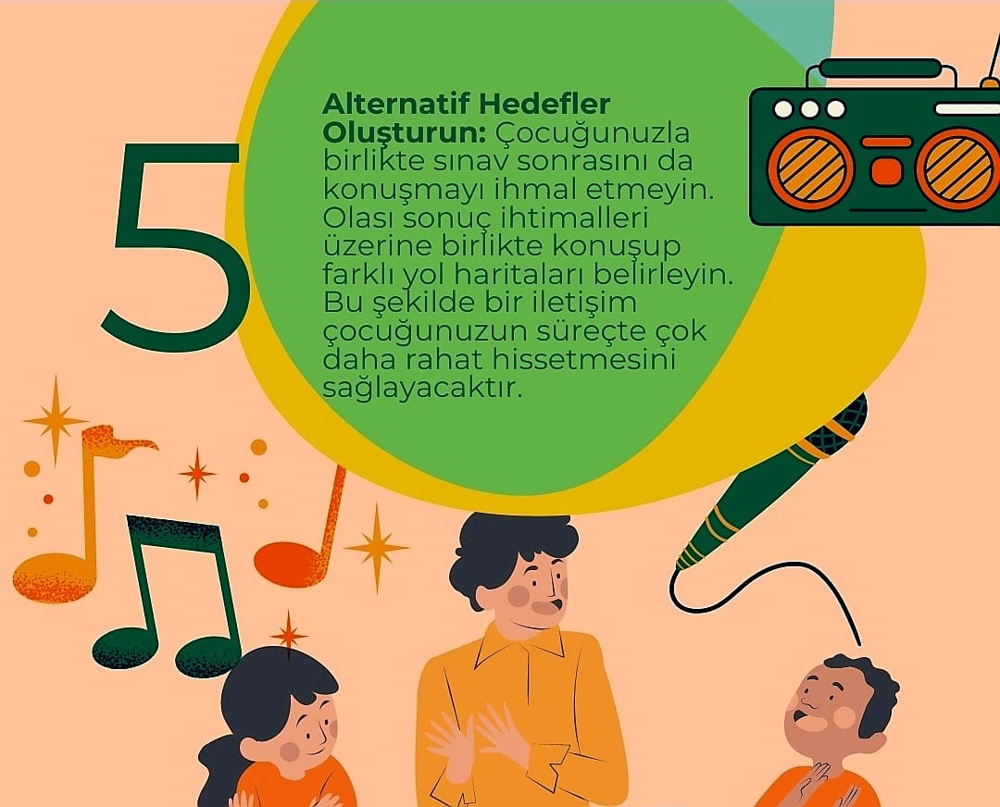 5
Alternatif Hedefler
Oluşturun: Çocuğunuzla
birlikte sınav sonrasını da
konuşmayı ihmal etmeyin.
Olası sonuç ihtimalleri
üzerine birlikte konuşup
farklı yol haritaları belirleyin.
Bu şekilde bir iletişim
çocuğunuzun süreçte çok
daha rahat hissetmesini
sağlayacaktır.